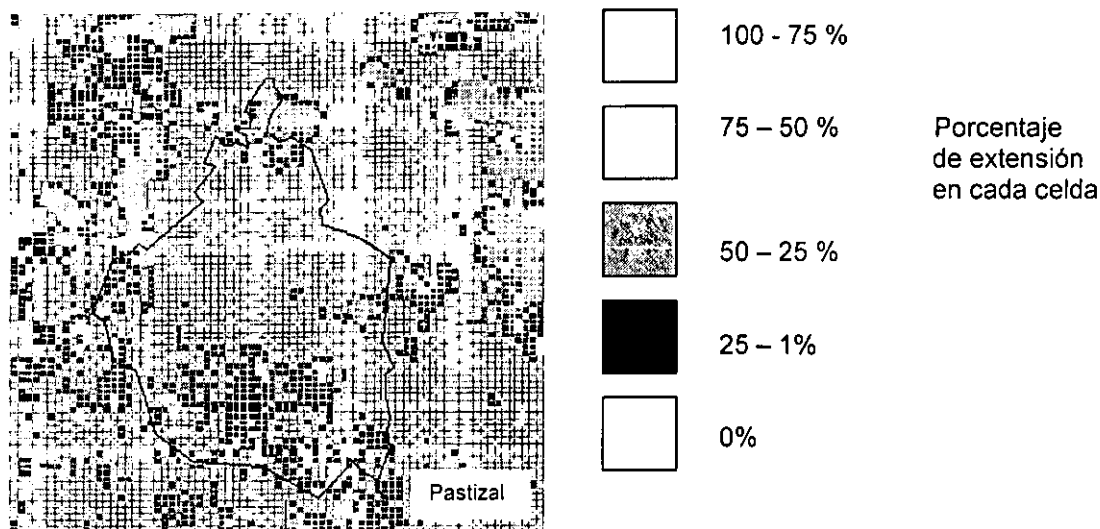 100 - 75 %
75 – 50 %
50 – 25 %
25 – 1%
0%
Porcentaje
de extensión
en cada celda
Pastizal